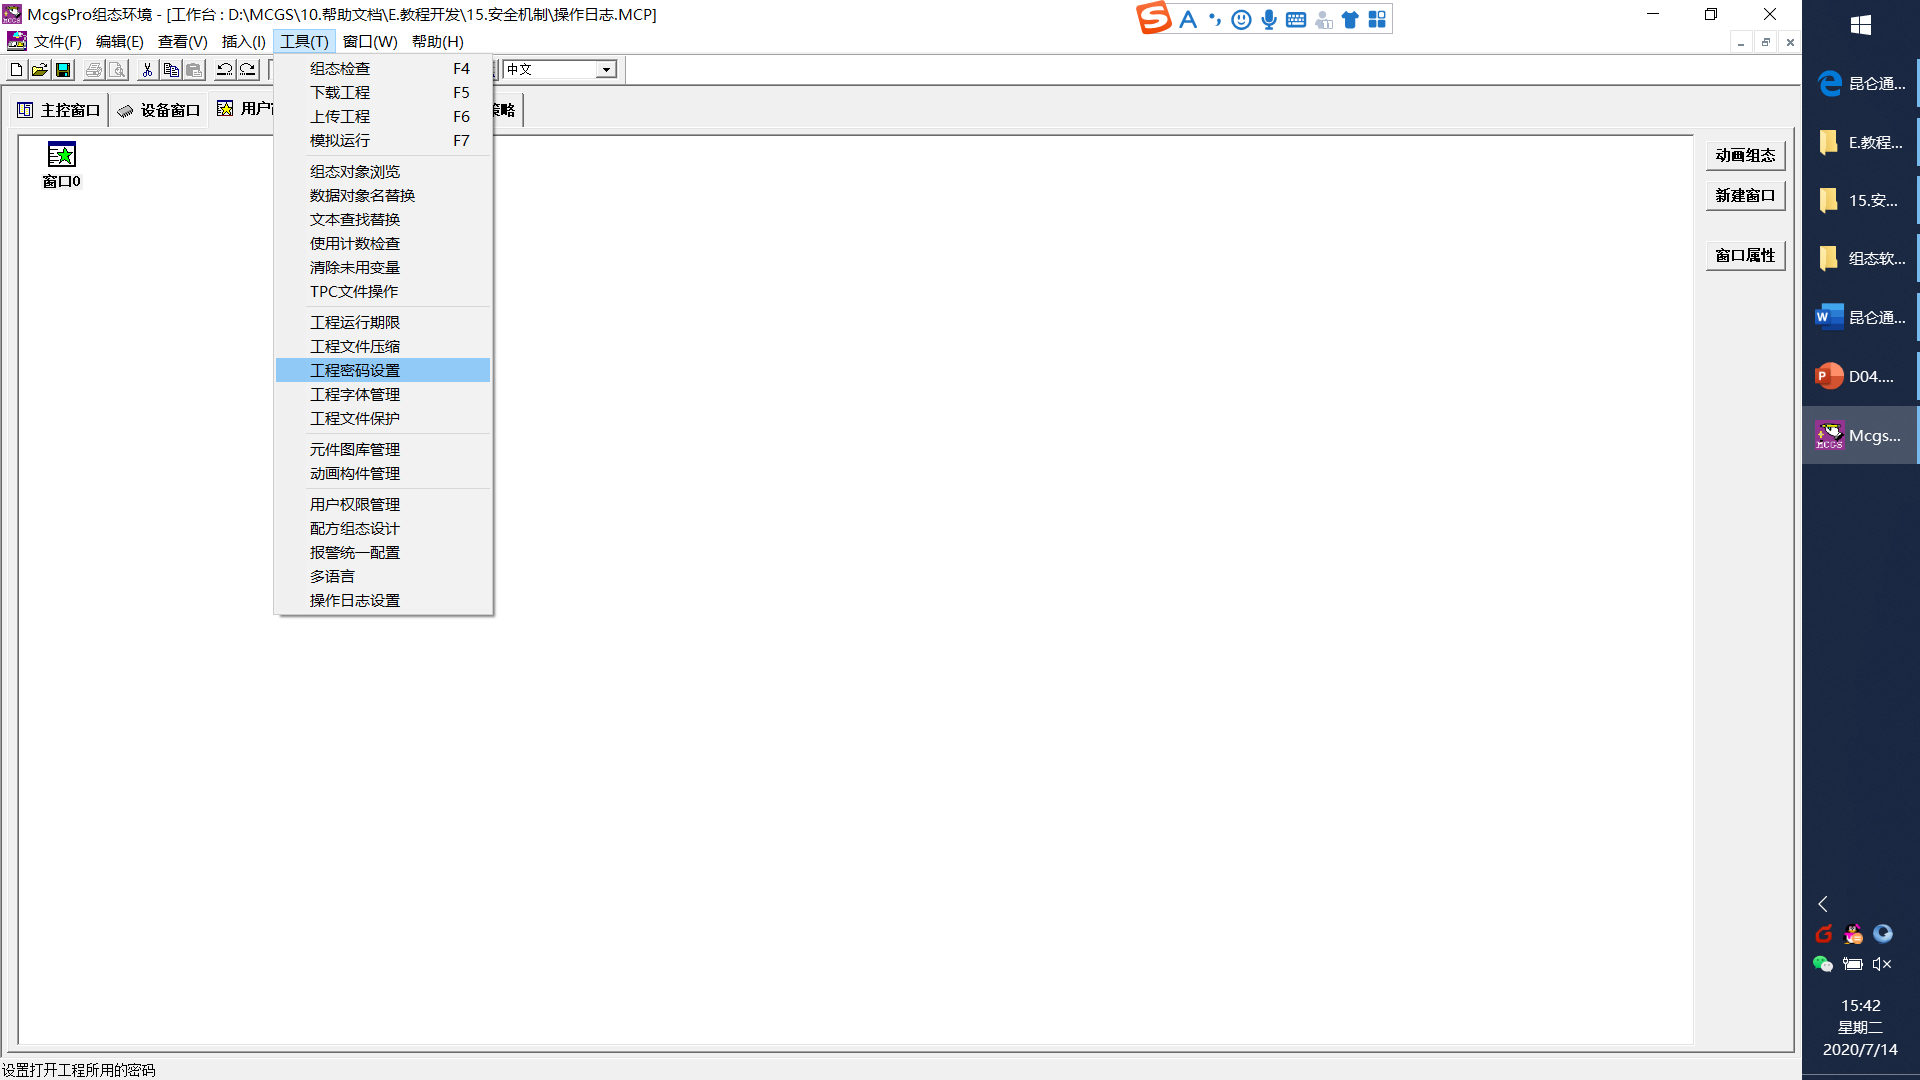 McgsPro组态环境 - [工作台 : D:\MCGS\10.帮助文档\E.教程开发\15.安全机制\操作日志.MCP]
文件(F) 编辑(E) 查看(V) 插入(I) 工具(T) 窗口(W) 帮助(H)
中文
主控窗口 设备窗口 用户 策略
窗口0
组态检查 F4
下载工程 F5
上传工程 F6
模拟运行 F7
组态对象浏览
数据对象名替换
文本查找替换
使用计数检查
清除未用变量
TPC文件操作
工程运行期限
工程文件压缩
工程密码设置
工程字体管理
工程文件保护
元件图库管理
动画构件管理
用户权限管理
配方组态设计
报警统一配置
多语言
操作日志设置
动画组态
新建窗口
窗口属性
设置打开工程所用的密码
昆仑通...
E.教程...
15.安...
组态软...
昆仑通...
D04....
Mcgs...
15:42
星期二
2020/7/14